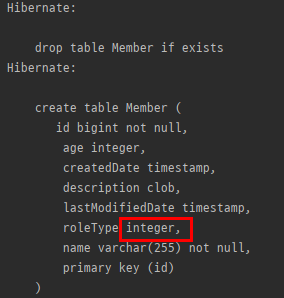 Hibernate:
drop table Member if exists
Hibernate:
create table Member (
id bigint not null,
age integer,
createdDate timestamp,
description clob,
lastModifiedDate timestamp,
roleType integer,
name varchar(255) not null,
primary key (id)
)